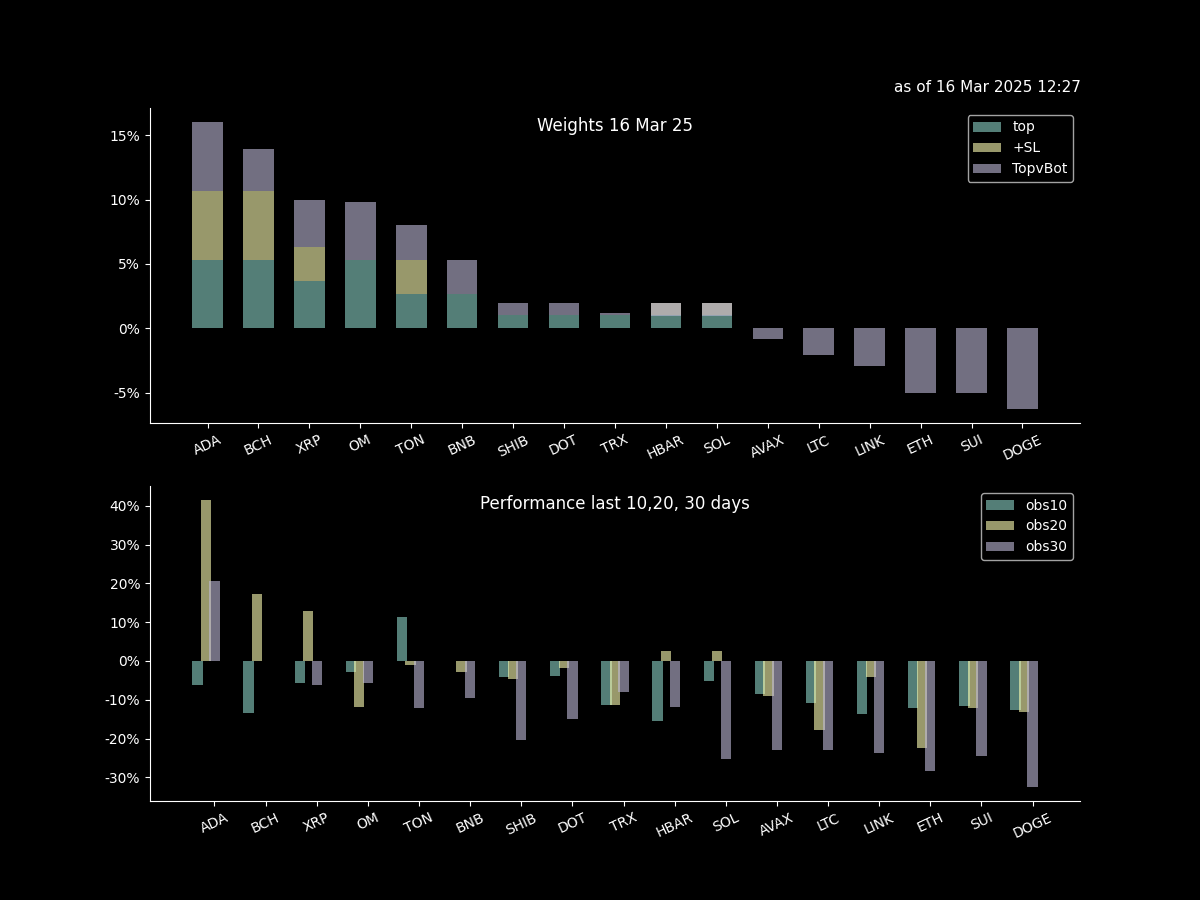 as of 16 Mar 2025 12:27
Weights 16 Mar 25
top
+SL
TopvBot
15%
10%
5%
0%
-5%
ADA BCH XRP OM TON BNB SHIB DOT TRX HBAR SOL AVAX LTC LINK ETH SUI DOGE
Performance last 10,20, 30 days
obs10
obs20
obs30
40%
30%
20%
10%
0%
-10%
-20%
-30%
ADA BCH XRP OM TON BNB SHIB DOT TRX HBAR SOL AVAX LTC LINK ETH SUI DOGE